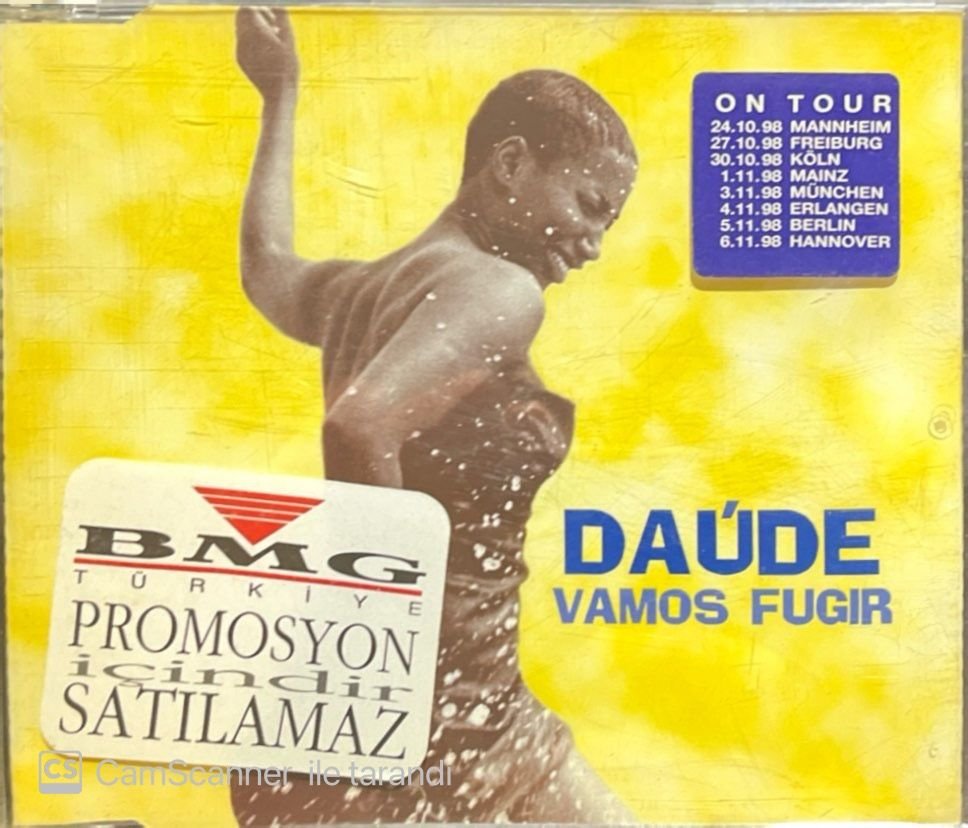 ON TOUR
24.10.98 MANNHEIM
27.10.98 FREIBURG
30.10.98 KÖLN
1.11.98 MAINZ
3.11.98 MÜNCHEN
4.11.98 ERLANGEN
5.11.98 BERLIN
6.11.98 HANNOVER
DAÚDE
VAMOS FUGIR
BMG
TÜRKİYE
PROMOSYON
içindir
SATILAMAZ
CS CamScanner ile tarandı